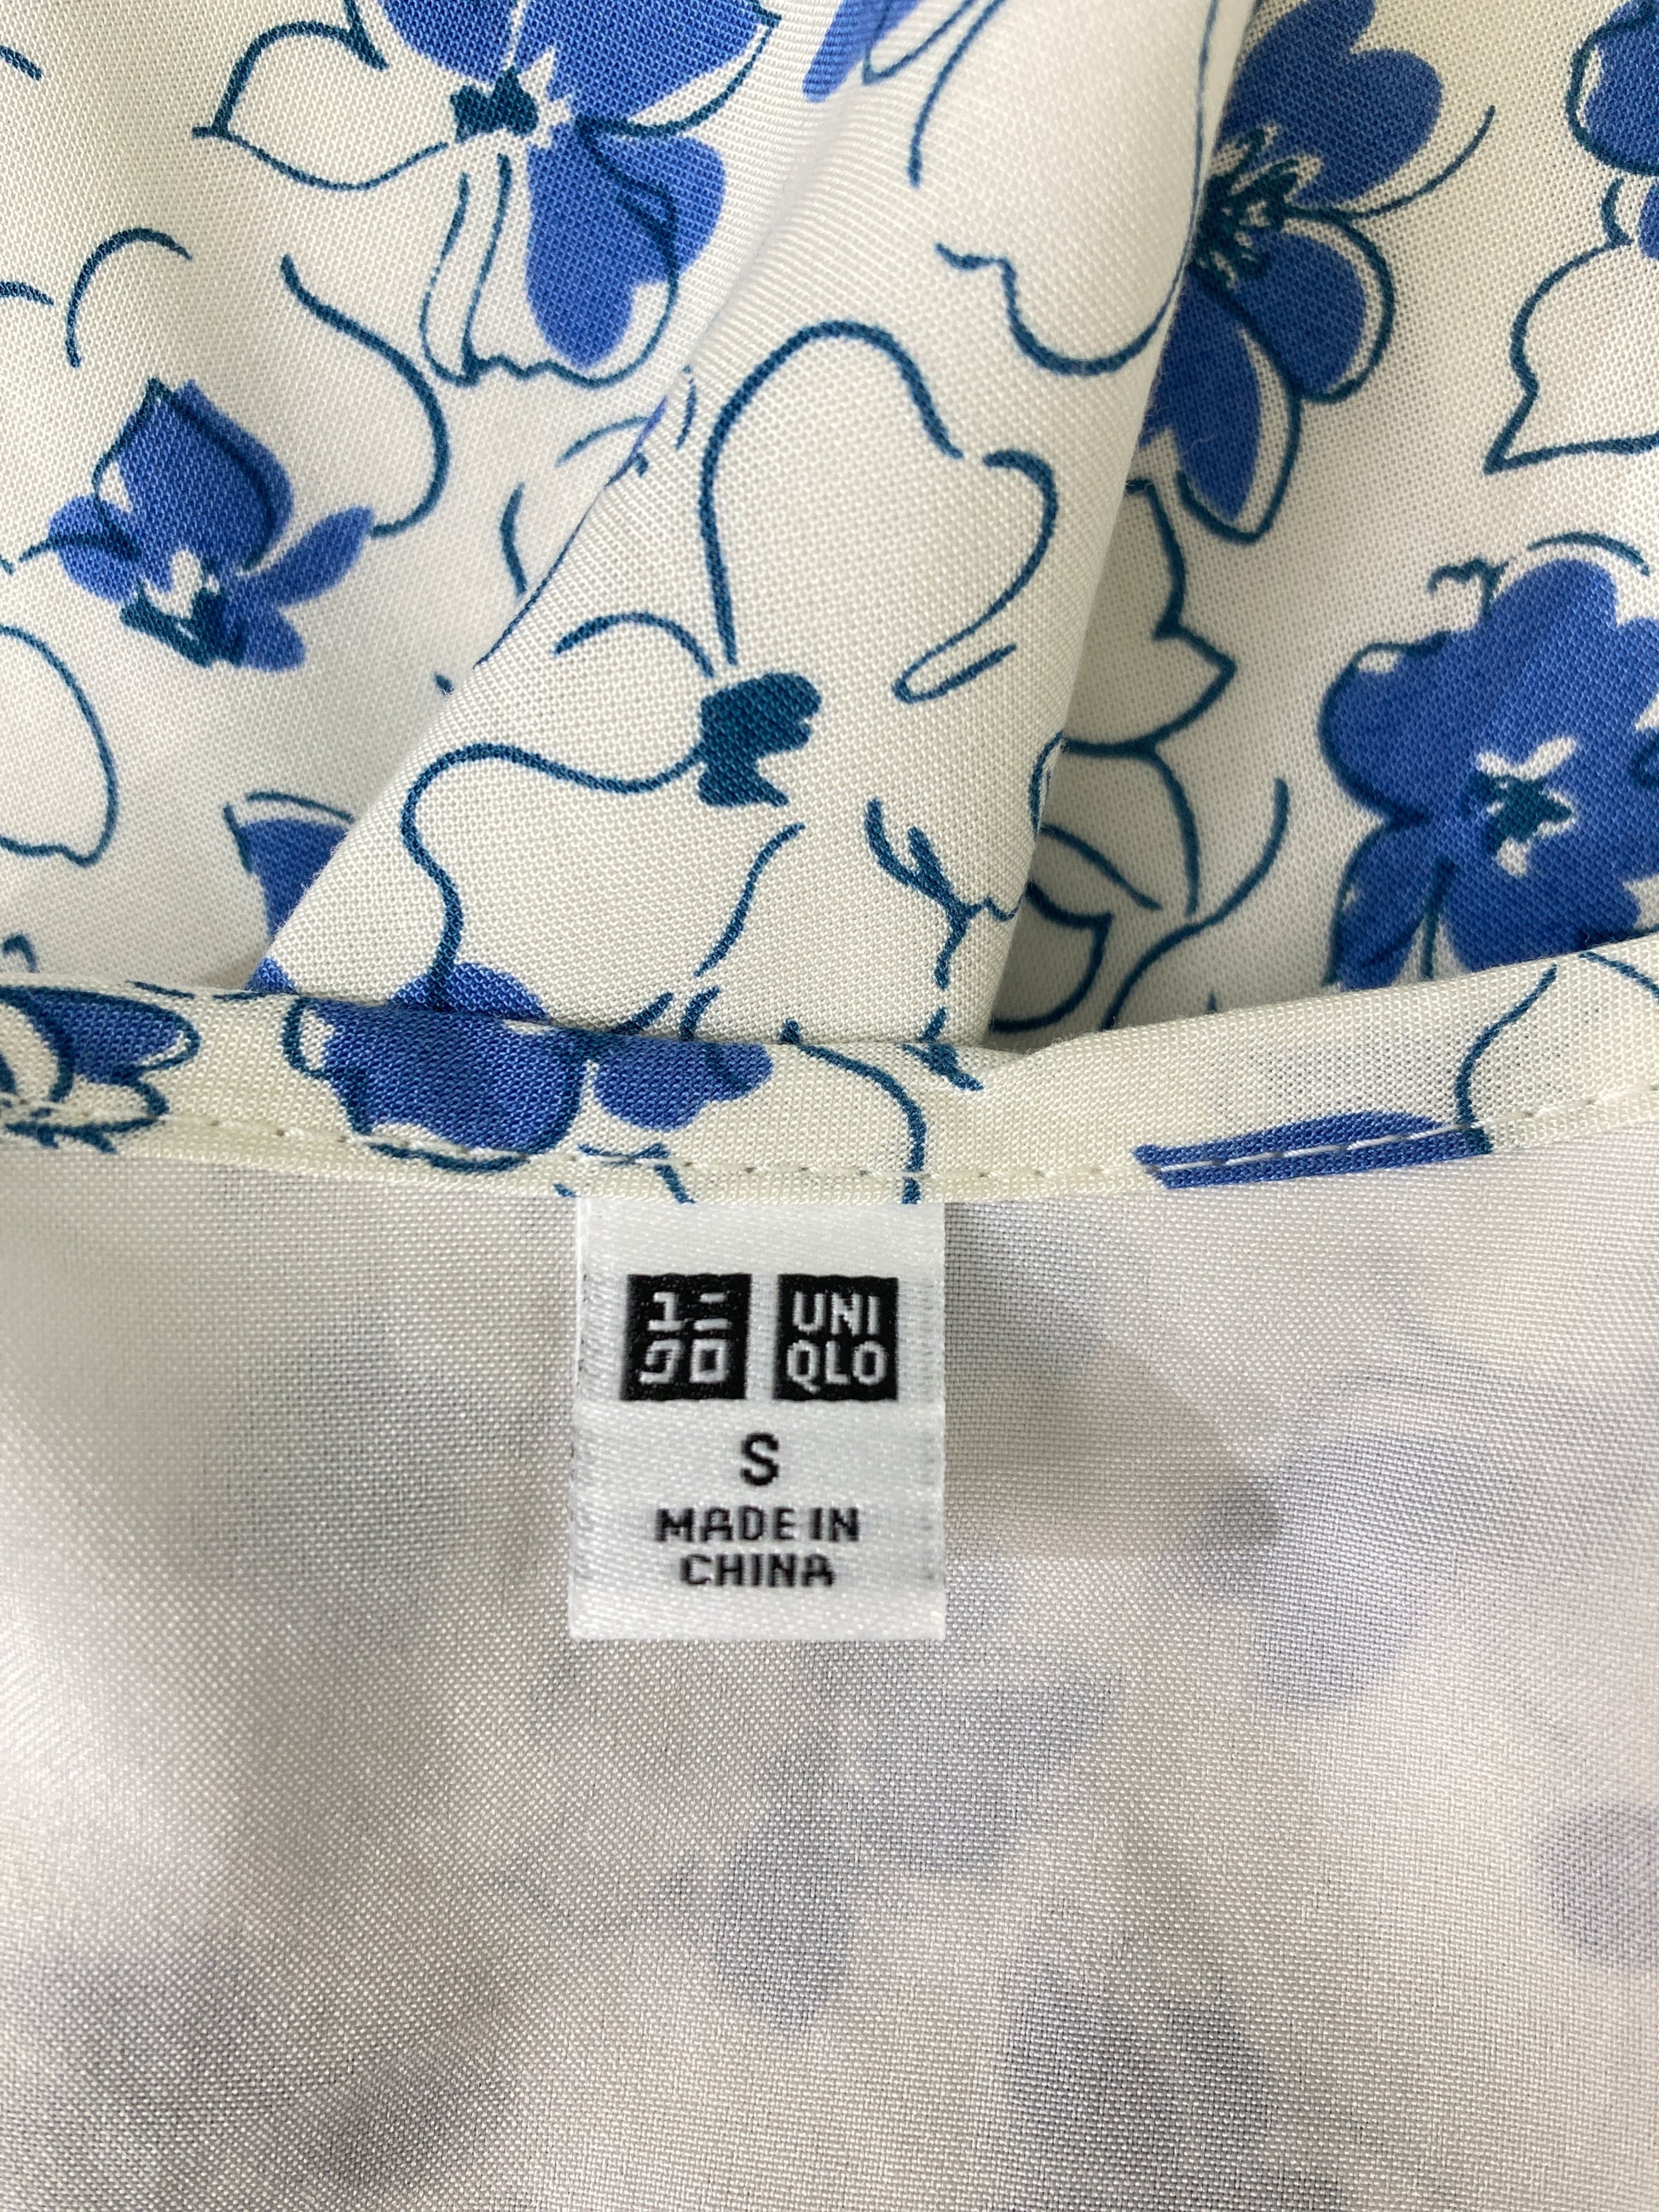 ユニ UNI
クロ QLO
S
MADE IN
CHINA